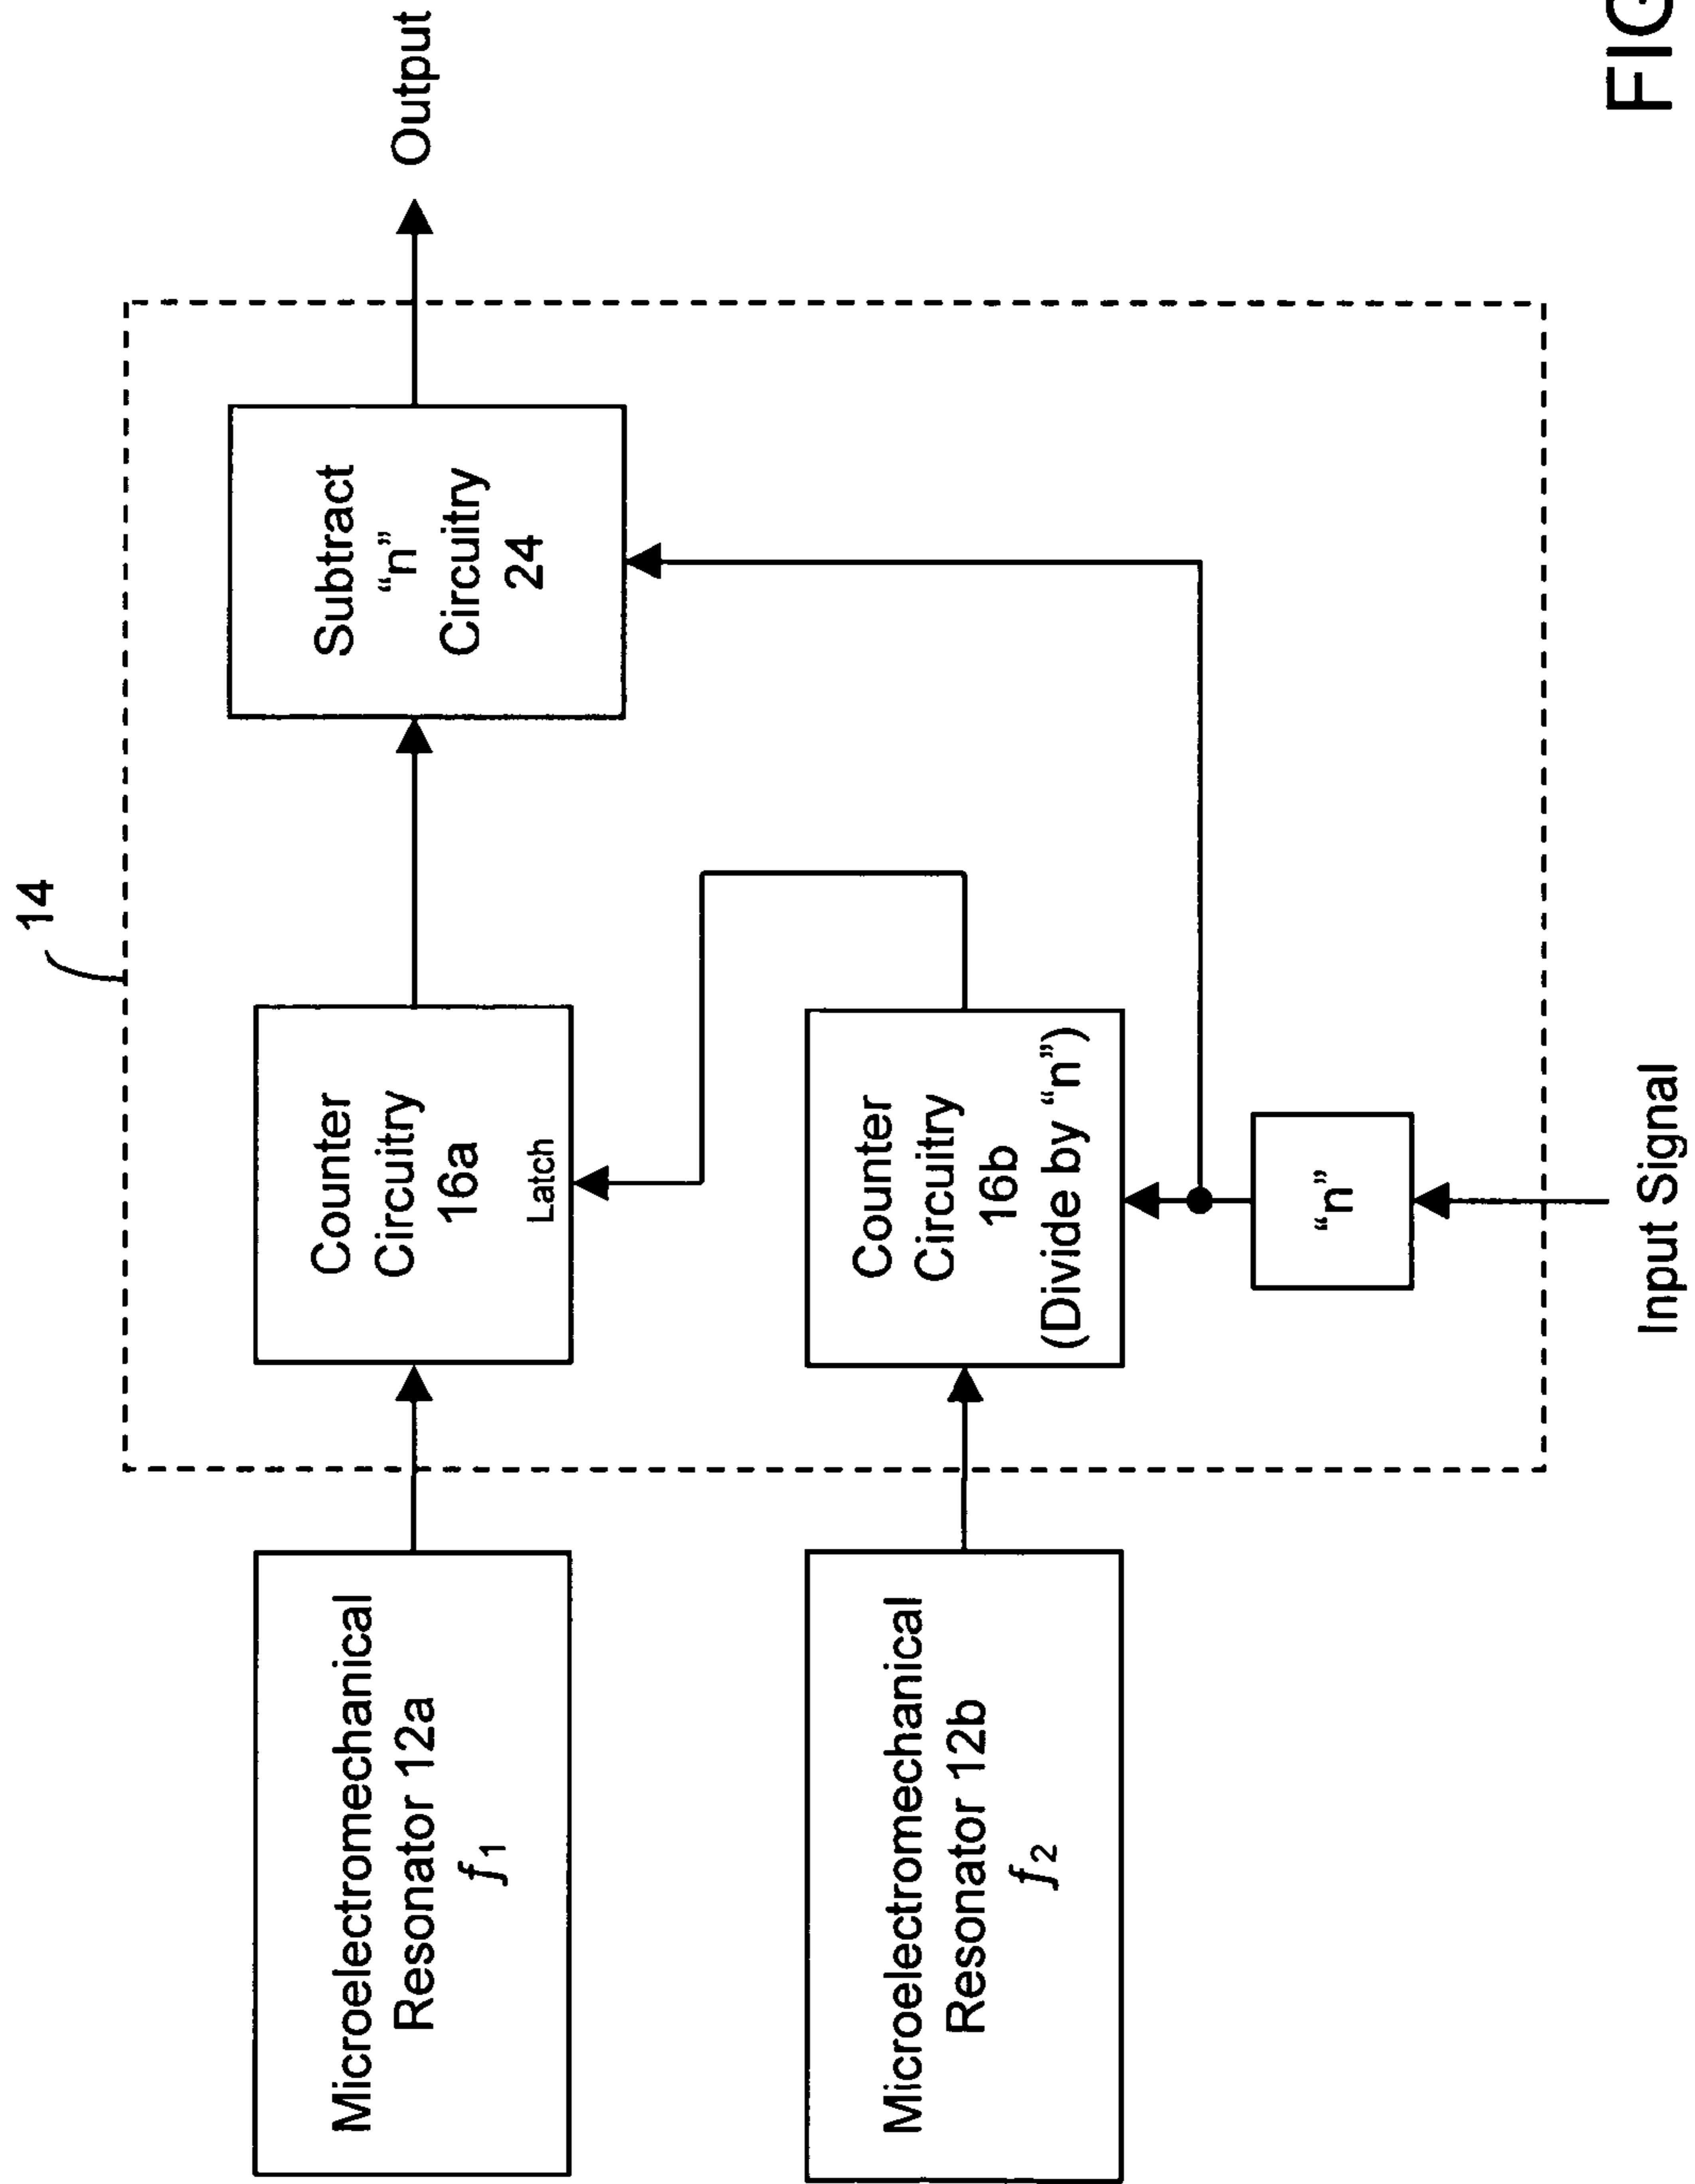 14
Microelectromechanical
Resonator 12a
f1
Counter
Circuitry
16a
Latch
Subtract
“n”
Circuitry
24
Output
Microelectromechanical
Resonator 12b
f2
Counter
Circuitry
16b
(Divide by “n”)
“n”
Input Signal
FIG